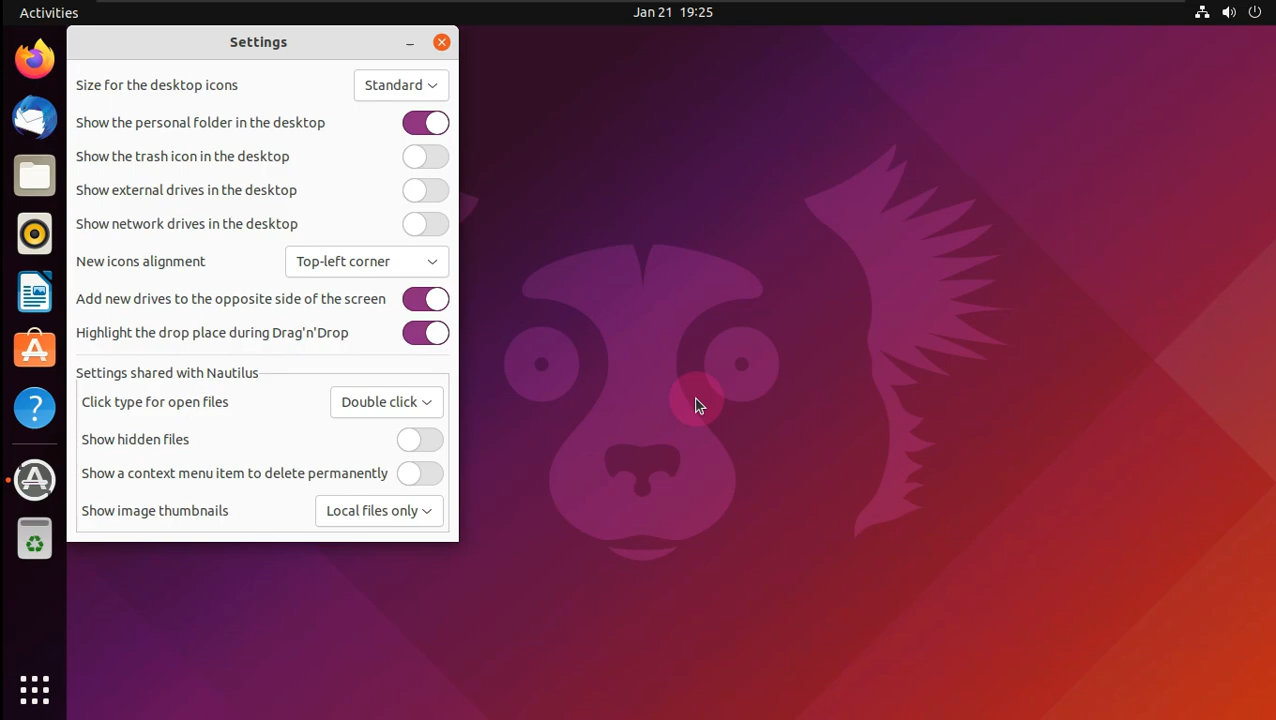 Activities
Jan 21 19:25
Settings
Size for the desktop icons
Standard
Show the personal folder in the desktop
Show the trash icon in the desktop
Show external drives in the desktop
Show network drives in the desktop
New icons alignment
Top-left corner
Add new drives to the opposite side of the screen
Highlight the drop place during Drag'n'Drop
Settings shared with Nautilus
Click type for open files
Double click
Show hidden files
Show a context menu item to delete permanently
Show image thumbnails
Local files only